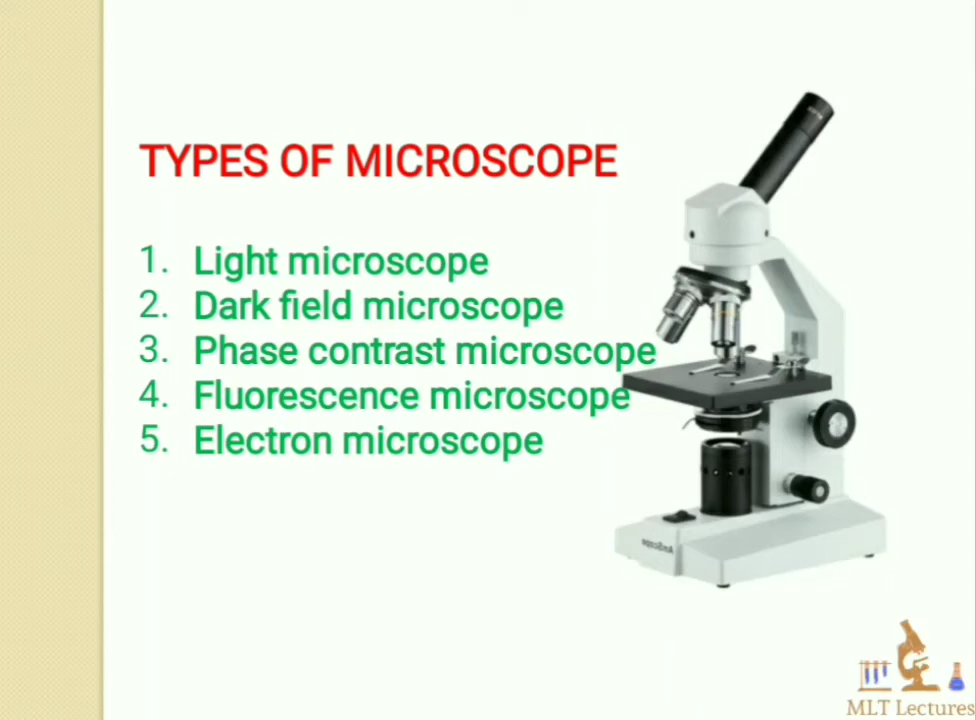 TYPES OF MICROSCOPE
1. Light microscope
2. Dark field microscope
3. Phase contrast microscope
4. Fluorescence microscope
5. Electron microscope
AmScope
MLT Lectures